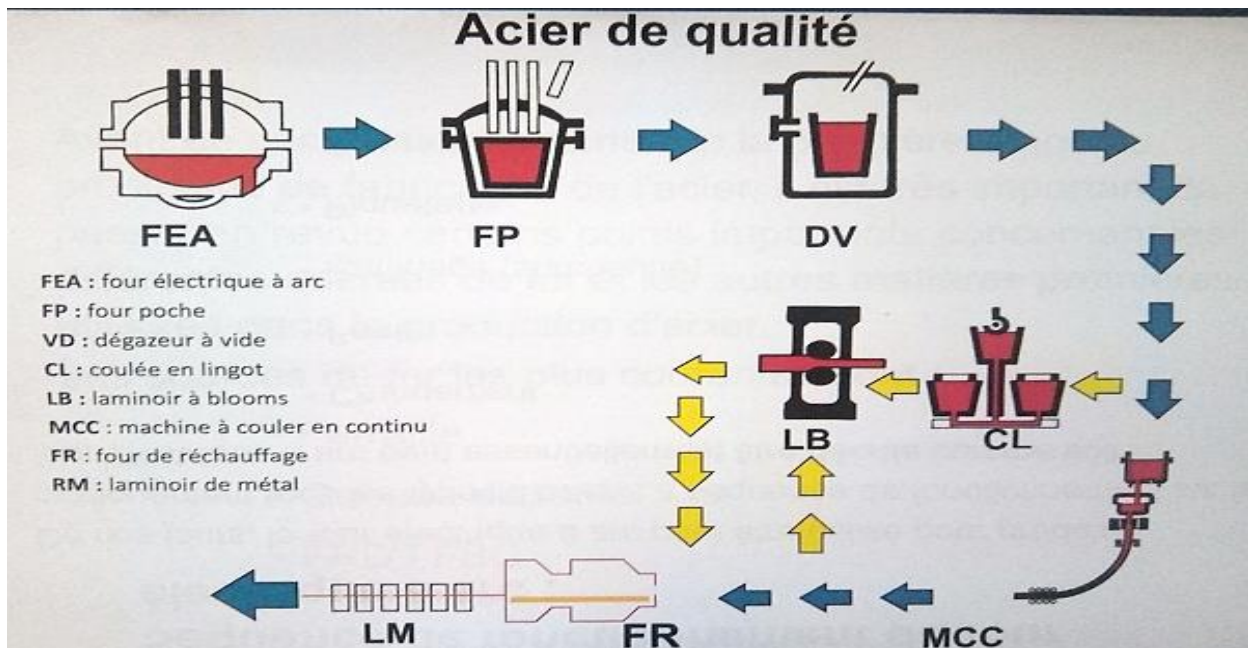 Acier de qualité
FEA
FP
DV
FEA : four électrique à arc
FP : four poche
VD : dégazeur à vide
CL : coulée en lingot
LB : laminoir à blooms
MCC : machine à couler en continu
FR : four de réchauffage
RM : laminoir de métal
LB
CL
LM
FR
MCC